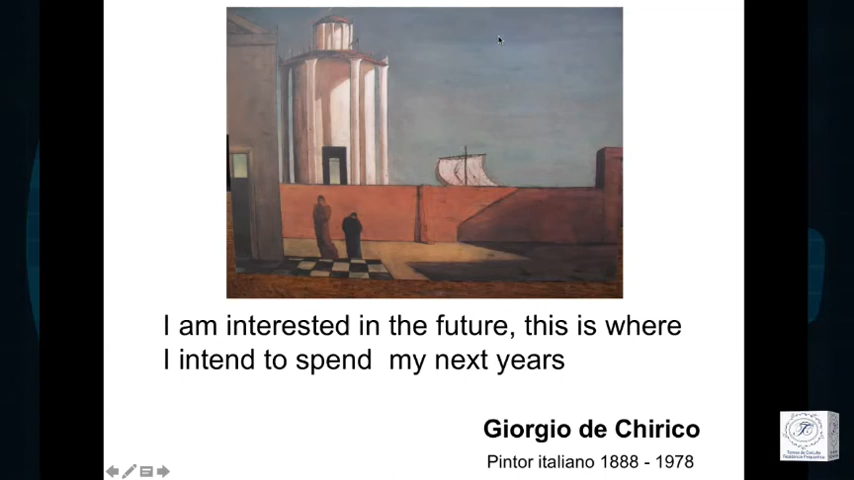 I am interested in the future, this is where
I intend to spend  my next years
Giorgio de Chirico
Pintor italiano 1888 - 1978